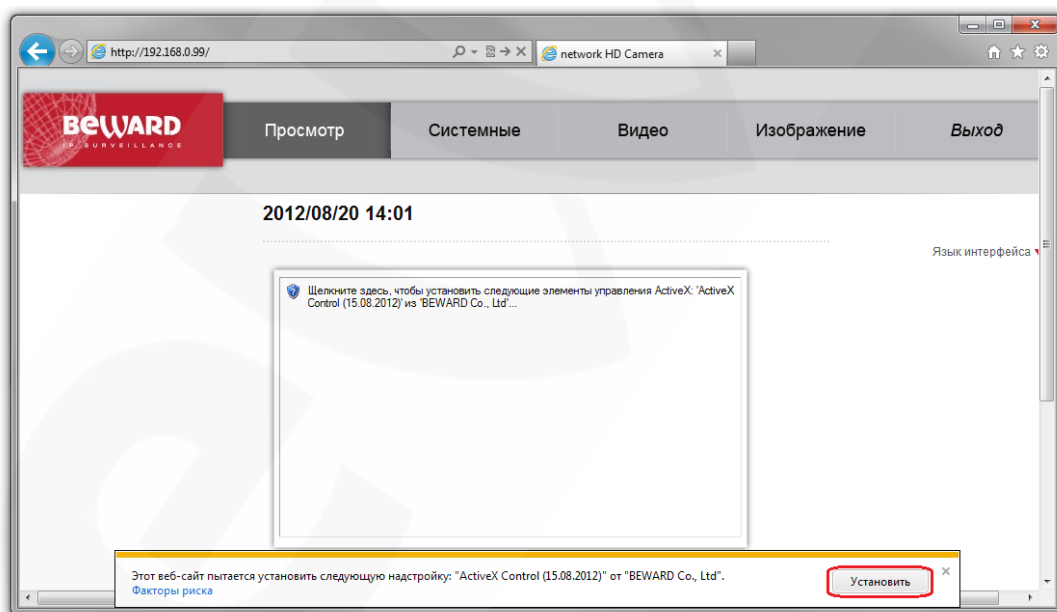 http://192.168.0.99/
network HD Camera
BEWARD
IP SURVEILLANCE
Просмотр
Системные
Видео
Изображение
Выход
2012/08/20 14:01
Язык интерфейса
Щелкните здесь, чтобы установить следующие элементы управления ActiveX: 'ActiveX
Control (15.08.2012)' из 'BEWARD Co., Ltd'...
Этот веб-сайт пытается установить следующую надстройку: "ActiveX Control (15.08.2012)" от "BEWARD Co., Ltd".
Факторы риска
Установить